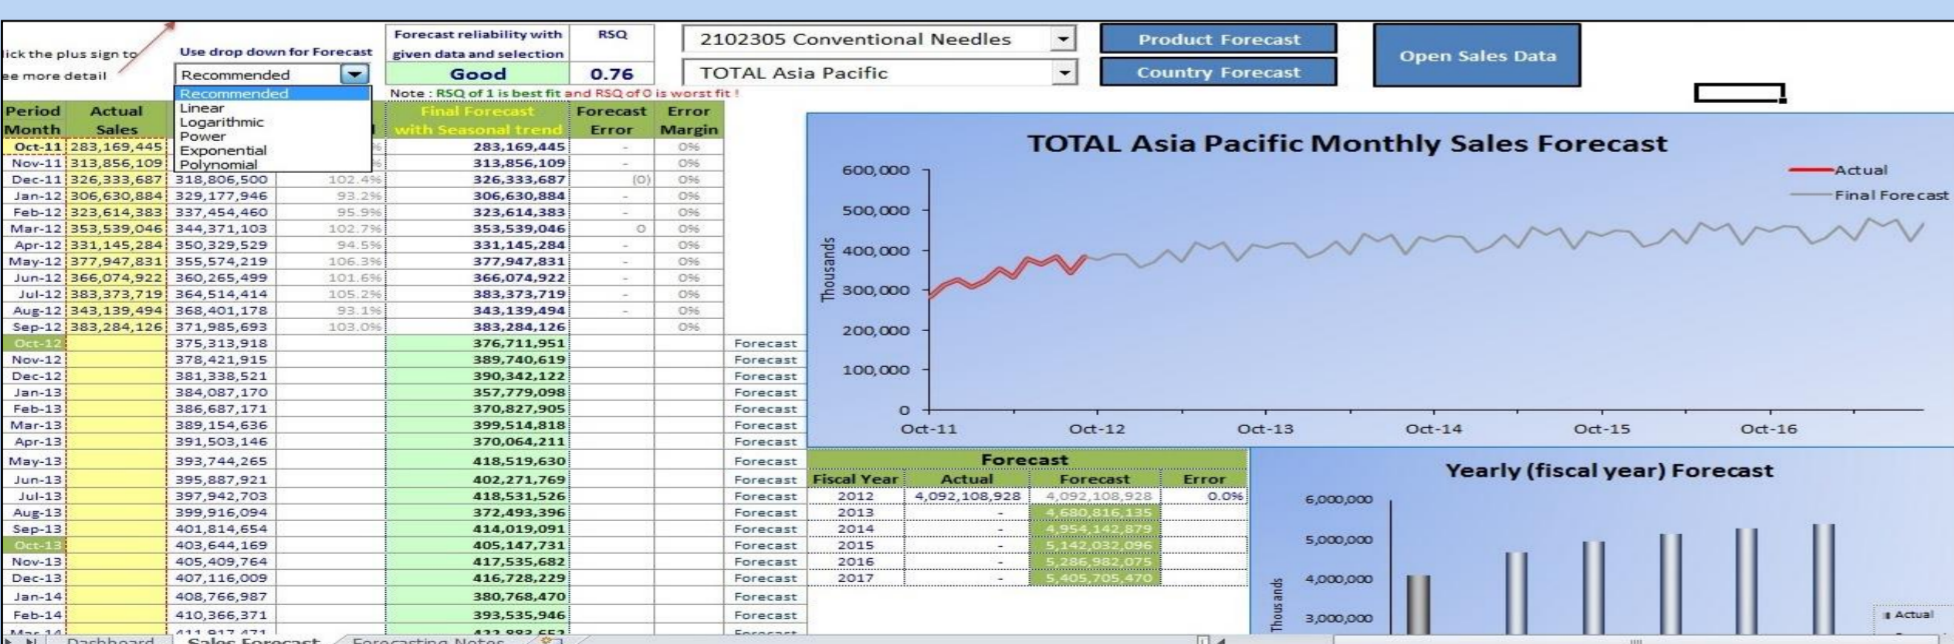 lick the plus sign to
ee more detail
Use drop down for Forecast
Recommended
Forecast reliability with
given data and selection
Good
RSQ
0.76
Note : RSQ of 1 is best fit and RSQ of 0 is worst fit !
2102305 Conventional Needles
TOTAL Asia Pacific
Product Forecast
Country Forecast
Open Sales Data
Recommended
Linear
Logarithmic
Power
Exponential
Polynomial
Period Actual Final Forecast Forecast Error
Month Sales with Seasonal trend Error Margin
Oct-11 283,169,445 283,169,445 - 0%
Nov-11 313,856,109 313,856,109 - 0%
Dec-11 326,333,687 318,806,500 102.4% 326,333,687 (0) 0%
Jan-12 306,630,884 329,177,946 93.2% 306,630,884 - 0%
Feb-12 323,614,383 337,454,460 95.9% 323,614,383 - 0%
Mar-12 353,539,046 344,371,103 102.7% 353,539,046 0 0%
Apr-12 331,145,284 350,329,529 94.5% 331,145,284 - 0%
May-12 377,947,831 355,574,219 106.3% 377,947,831 - 0%
Jun-12 366,074,922 360,265,499 101.6% 366,074,922 - 0%
Jul-12 383,373,719 364,514,414 105.2% 383,373,719 - 0%
Aug-12 343,139,494 368,401,178 93.1% 343,139,494 - 0%
Sep-12 383,284,126 371,985,693 103.0% 383,284,126 0%
Oct-12 375,313,918 376,711,951 Forecast
Nov-12 378,421,915 389,740,619 Forecast
Dec-12 381,338,521 390,342,122 Forecast
Jan-13 384,087,170 357,779,098 Forecast
Feb-13 386,687,171 370,827,905 Forecast
Mar-13 389,154,636 399,514,818 Forecast
Apr-13 391,503,146 370,064,211 Forecast
May-13 393,744,265 418,519,630 Forecast
Jun-13 395,887,921 402,271,769 Forecast
Jul-13 397,942,703 418,531,526 Forecast
Aug-13 399,916,094 372,493,396 Forecast
Sep-13 401,814,654 414,019,091 Forecast
Oct-13 403,644,169 405,147,731 Forecast
Nov-13 405,409,764 417,535,682 Forecast
Dec-13 407,116,009 416,728,229 Forecast
Jan-14 408,766,987 380,768,470 Forecast
Feb-14 410,366,371 393,535,946 Forecast
Mar-14 411,917,471 422,883,652 Forecast
TOTAL Asia Pacific Monthly Sales Forecast
Actual
Final Forecast
Thousands
600,000
500,000
400,000
300,000
200,000
100,000
0
Oct-11 Oct-12 Oct-13 Oct-14 Oct-15 Oct-16
Forecast
Fiscal Year Actual Forecast Error
2012 4,092,108,928 4,092,108,928 0.0%
2013 - 4,680,816,135
2014 - 4,954,142,879
2015 - 5,142,032,096
2016 - 5,286,982,075
2017 - 5,405,705,470
Yearly (fiscal year) Forecast
6,000,000
5,000,000
4,000,000
3,000,000
Thousands
Actual
Dashboard Sales Forecast Forecasting Notes